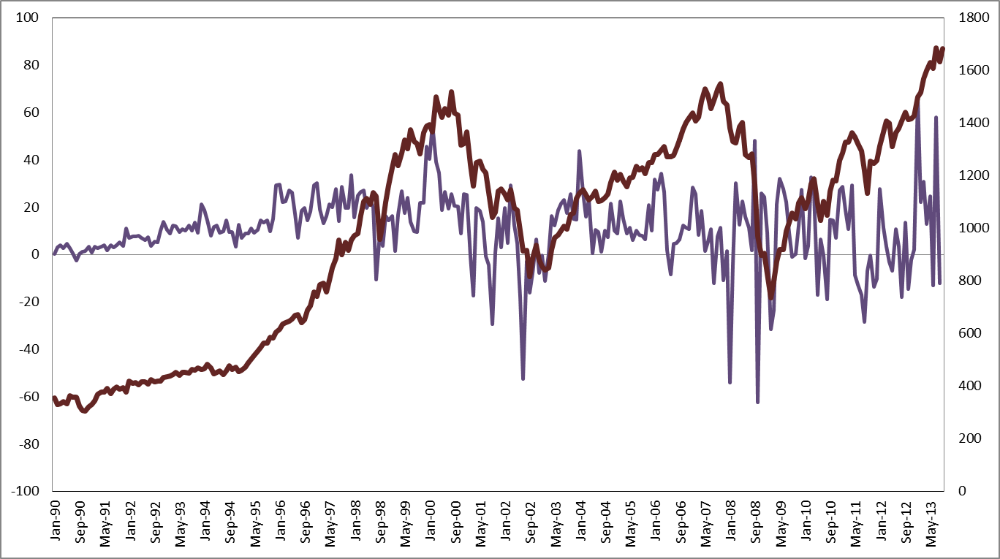 100
80
60
40
20
0
-20
-40
-60
-80
-100
1800
1600
1400
1200
1000
800
600
400
200
0
Jan-90
Sep-90
May-91
Jan-92
Sep-92
May-93
Jan-94
Sep-94
May-95
Jan-96
Sep-96
May-97
Jan-98
Sep-98
May-99
Jan-00
Sep-00
May-01
Jan-02
Sep-02
May-03
Jan-04
Sep-04
May-05
Jan-06
Sep-06
May-07
Jan-08
Sep-08
May-09
Jan-10
Sep-10
May-11
Jan-12
Sep-12
May-13